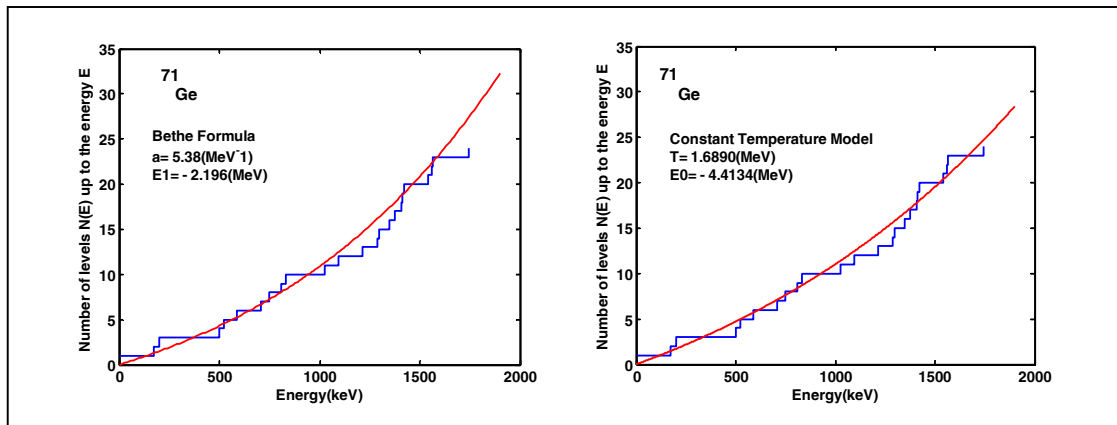 35
30
25
20
15
10
5
0
Number of levels N(E) up to the energy E
71
Ge
Bethe Formula
a= 5.38(MeV-1)
E1= - 2.196(MeV)
0 500 1000 1500 2000
Energy(keV)
35
30
25
20
15
10
5
0
Number of levels N(E) up to the energy E
71
Ge
Constant Temperature Model
T= 1.6890(MeV)
E0= - 4.4134(MeV)
0 500 1000 1500 2000
Energy(keV)